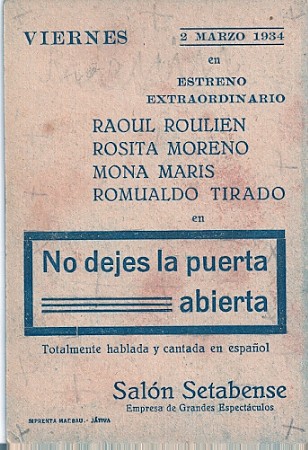 VIERNES 2 MARZO 1934
en
ESTRENO
EXTRAORDINARIO
RAOUL ROULIEN
ROSITA MORENO
MONA MARIS
ROMUALDO TIRADO
en
No dejes la puerta
abierta
Totalmente hablada y cantada en español
Salón Setabense
Empresa de Grandes Espectáculos
IMPRENTA MACBAU. - JÁTIVA